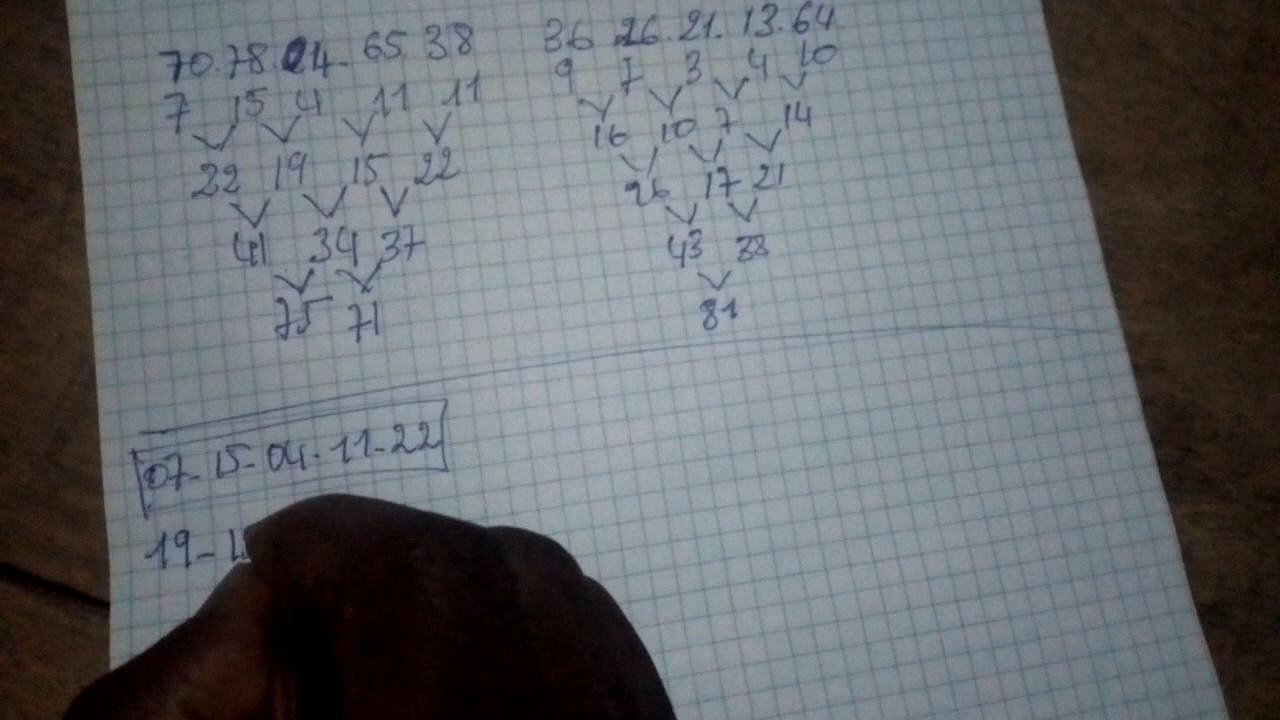 70.78.04-65.38
7 15 4 11 11
22 19 15 22
41 34 37
75 71
36 26.21.13.64
9 7 3 4 10
16 10 7 14
26 17 21
43 38
81
07-15-04-11-22
19-